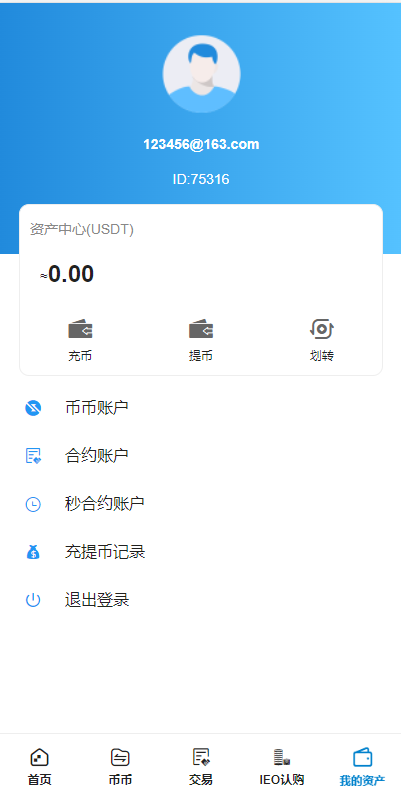 123456@163.com
ID:75316
资产中心(USDT)
≈0.00
充币 提币 划转
币币账户
合约账户
秒合约账户
充提币记录
退出登录
首页 币币 交易 IEO认购 我的资产